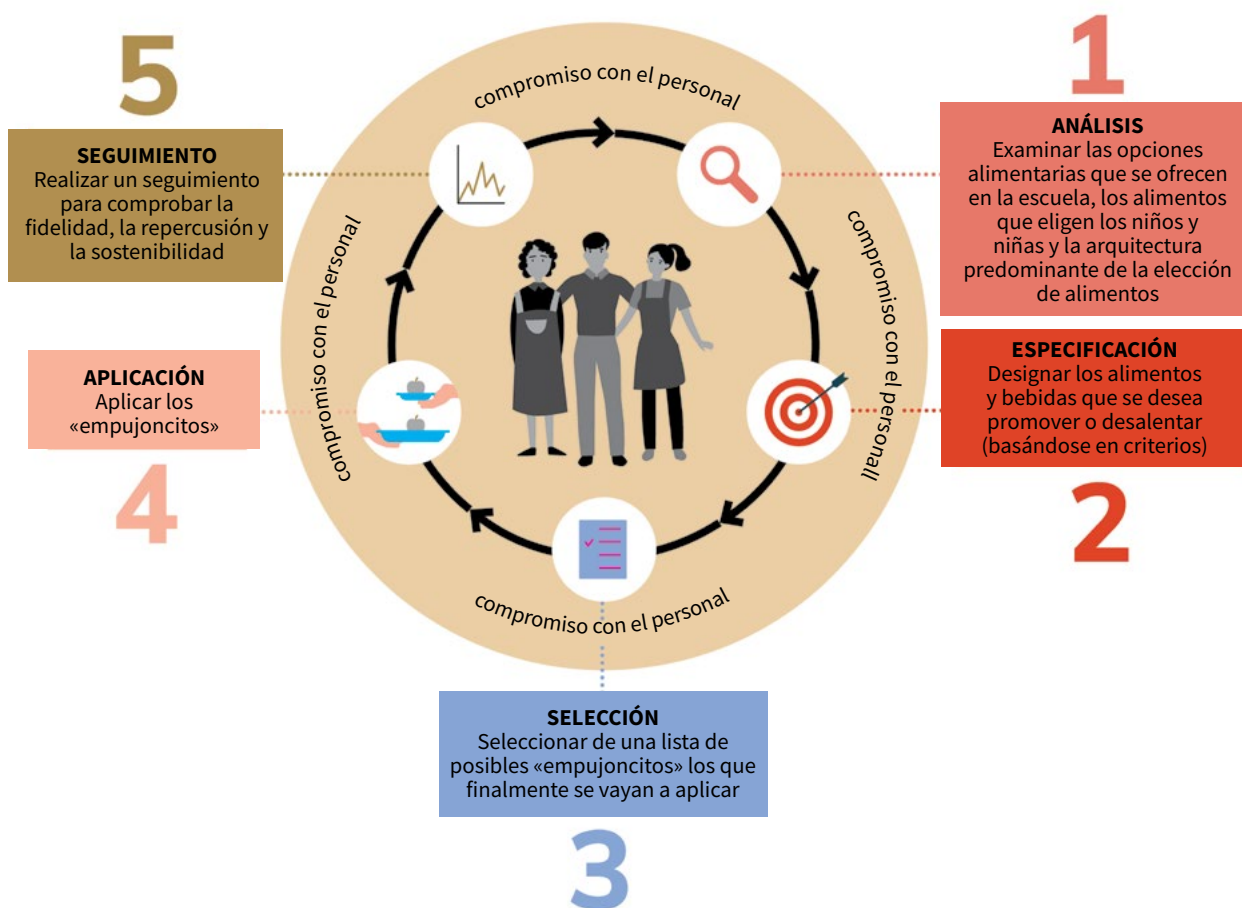 1
ANÁLISIS
Examinar las opciones
alimentarias que se ofrecen
en la escuela, los alimentos
que eligen los niños y
niñas y la arquitectura
predominante de la elección
de alimentos
ESPECIFICACIÓN
Designar los alimentos
y bebidas que se desea
promover o desalentar
(basándose en criterios)
2
SELECCIÓN
Seleccionar de una lista de
posibles «empujoncitos» los que
finalmente se vayan a aplicar
3
APLICACIÓN
Aplicar los
«empujoncitos»
4
5
SEGUIMIENTO
Realizar un seguimiento
para comprobar la
fidelidad, la repercusión y
la sostenibilidad
compromiso con el personal
compromiso con el personall
compromiso con el personal
compromiso con el personal